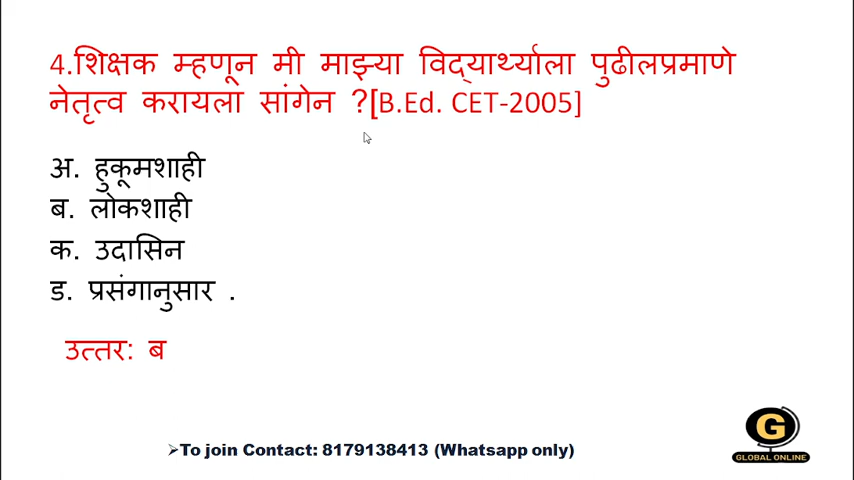 4.शिक्षक म्हणून मी माझ्या विद्यार्थ्याला पुढीलप्रमाणे
नेतृत्व करायला सांगेन ?[B.Ed. CET-2005]
अ. हुकूमशाही
ब. लोकशाही
क. उदासिन
ड. प्रसंगानुसार .
उत्तर: ब
➢To join Contact: 8179138413 (Whatsapp only)
G
GLOBAL ONLINE